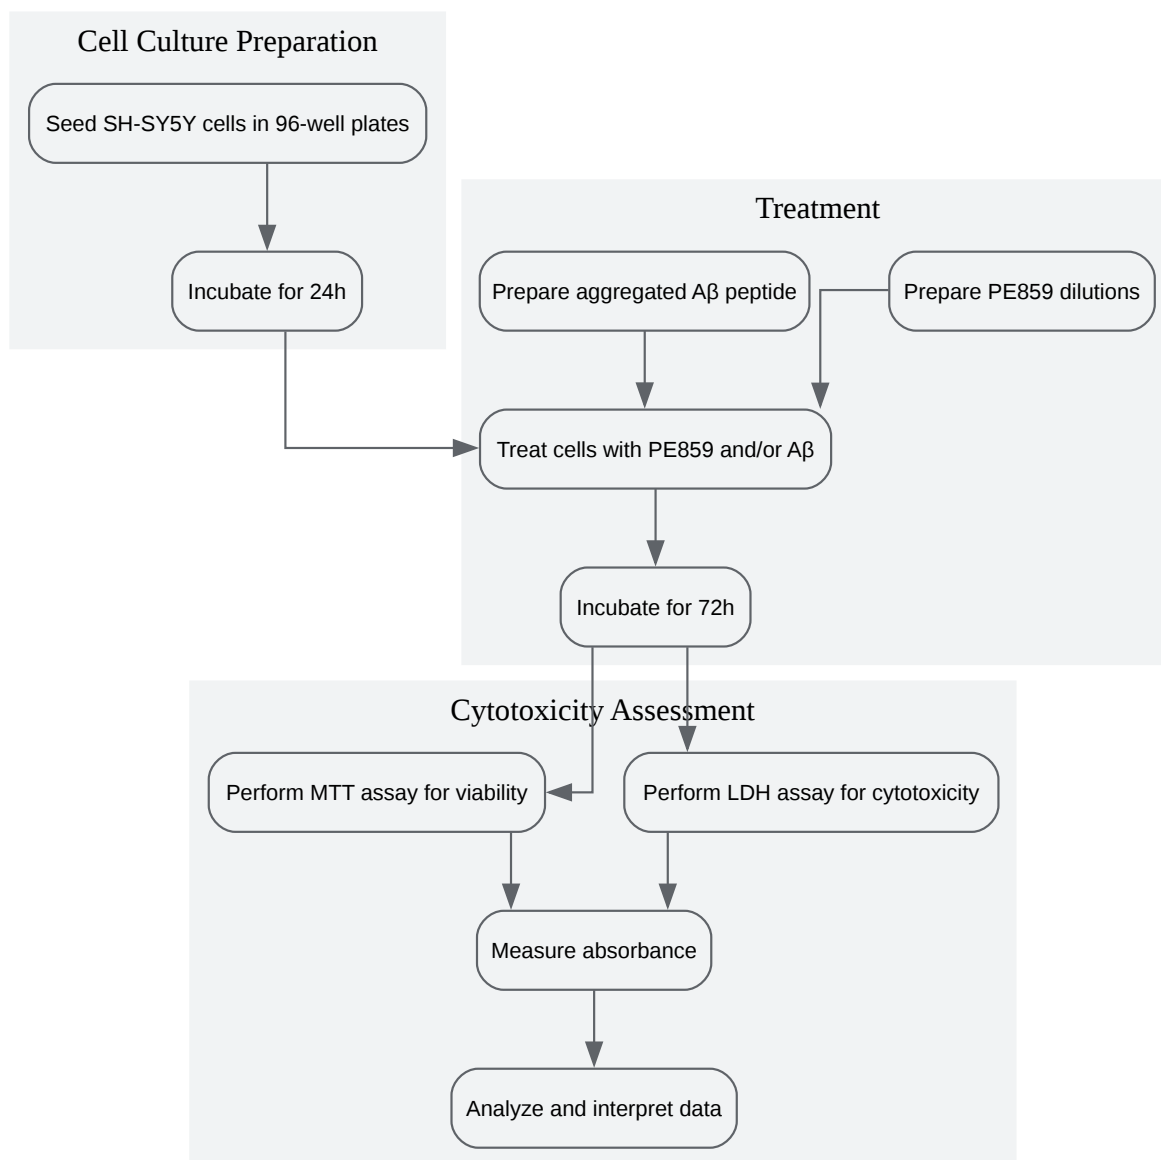 Cell Culture Preparation
Seed SH-SY5Y cells in 96-well plates
Incubate for 24h
Treatment
Prepare aggregated Aβ peptide
Prepare PE859 dilutions
Treat cells with PE859 and/or Aβ
Incubate for 72h
Cytotoxicity Assessment
Perform MTT assay for viability
Perform LDH assay for cytotoxicity
Measure absorbance
Analyze and interpret data